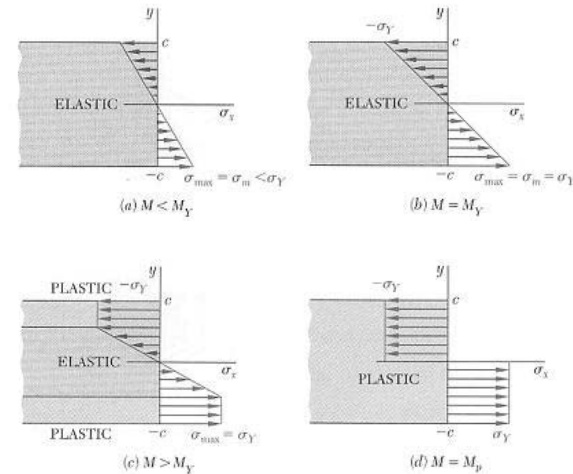 y
c
ELASTIC
σx
−c
σmax = σm < σY
(a) M < MY
y
−σY
c
ELASTIC
σx
−c
σmax = σm = σY
(b) M = MY
y
PLASTIC
−σY
c
ELASTIC
σx
PLASTIC
−c
σmax = σY
(c) M > MY
y
−σY
c
σx
PLASTIC
−c
σY
(d) M = Mp